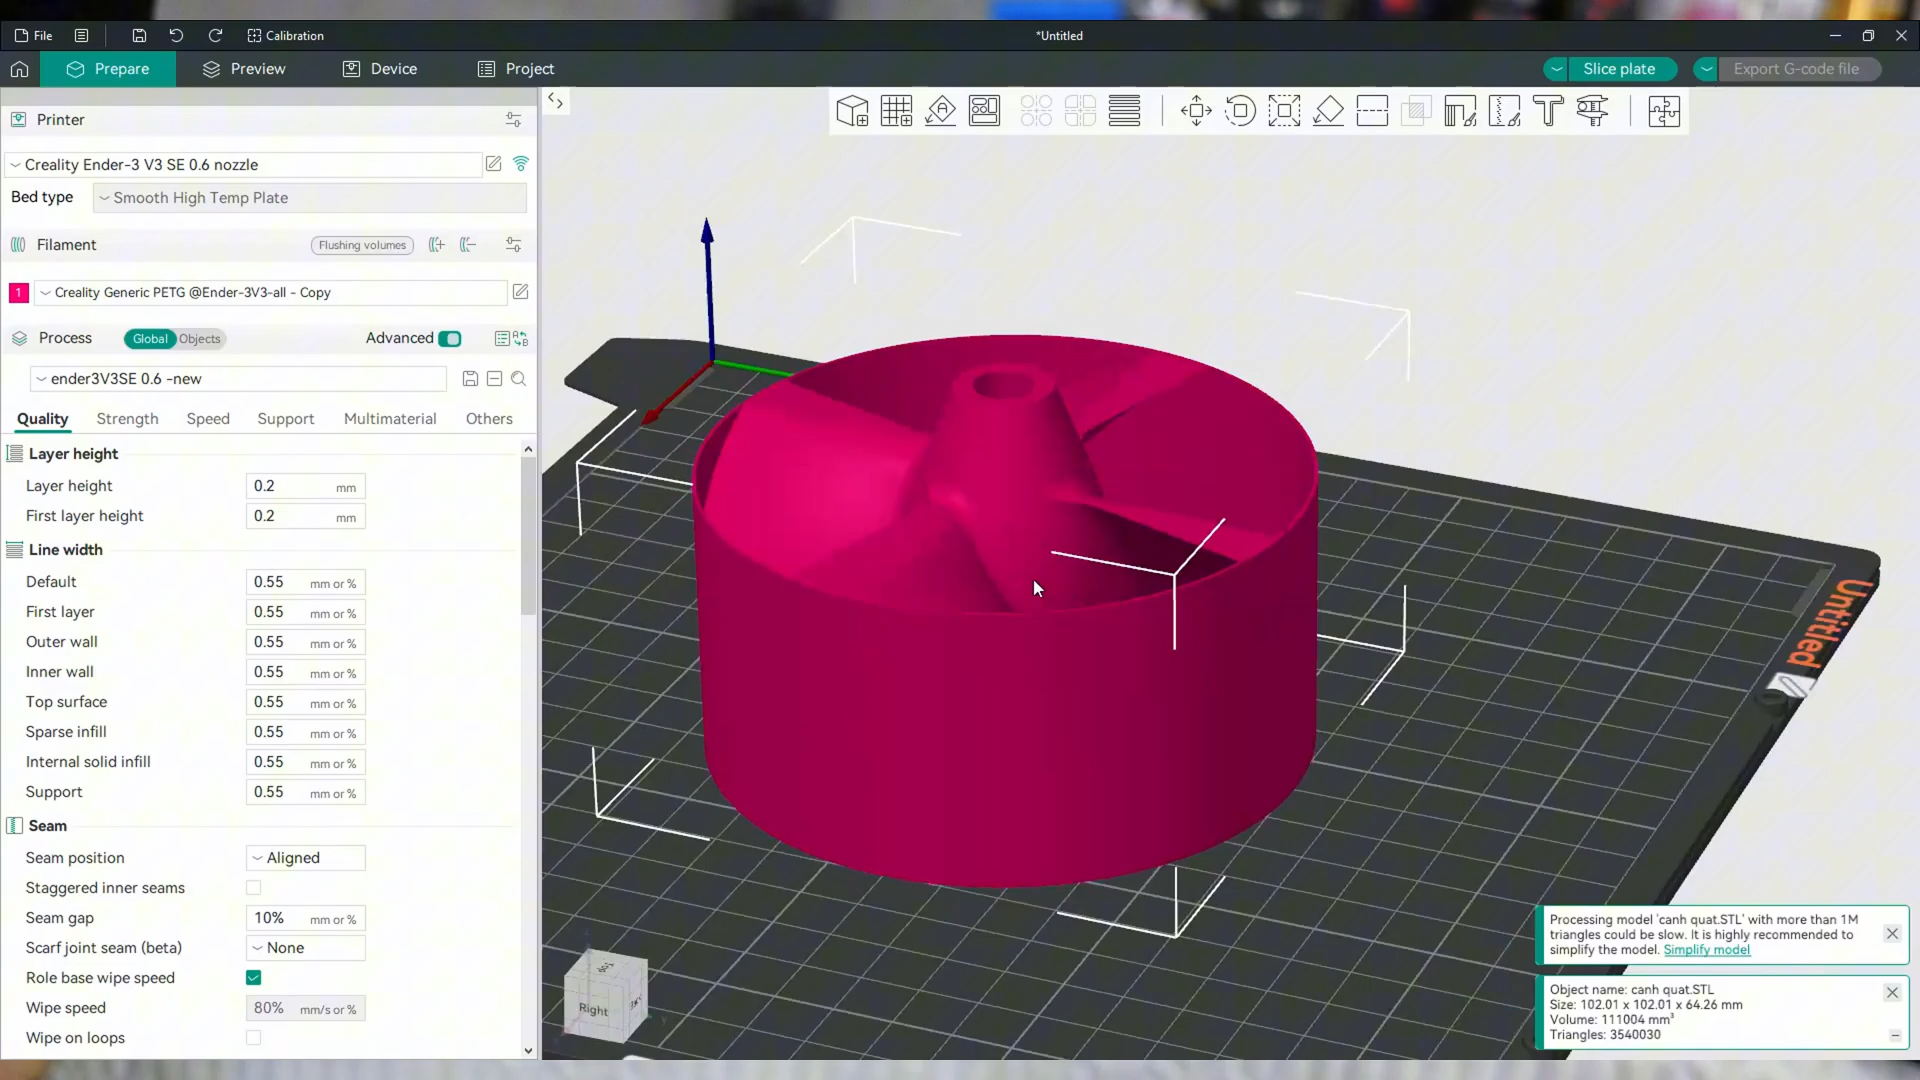 File
Calibration
*Untitled
Prepare
Preview
Device
Project
Slice plate
Export G-code file
Printer
Creality Ender-3 V3 SE 0.6 nozzle
Bed type
Smooth High Temp Plate
Filament
Flushing volumes
1
Creality Generic PETG @Ender-3V3-all - Copy
Process
Global
Objects
Advanced
ender3V3SE 0.6 -new
Quality
Strength
Speed
Support
Multimaterial
Others
Layer height
Layer height 0.2 mm
First layer height 0.2 mm
Line width
Default 0.55 mm or %
First layer 0.55 mm or %
Outer wall 0.55 mm or %
Inner wall 0.55 mm or %
Top surface 0.55 mm or %
Sparse infill 0.55 mm or %
Internal solid infill 0.55 mm or %
Support 0.55 mm or %
Seam
Seam position Aligned
Staggered inner seams
Seam gap 10% mm or %
Scarf joint seam (beta) None
Role base wipe speed
Wipe speed 80% mm/s or %
Wipe on loops
Untitled
Top
Right
Processing model 'canh quat.STL' with more than 1M
triangles could be slow. It is highly recommended to
simplify the model. Simplify model
Object name: canh quat.STL
Size: 102.01 x 102.01 x 64.26 mm
Volume: 111004 mm³
Triangles: 3540030